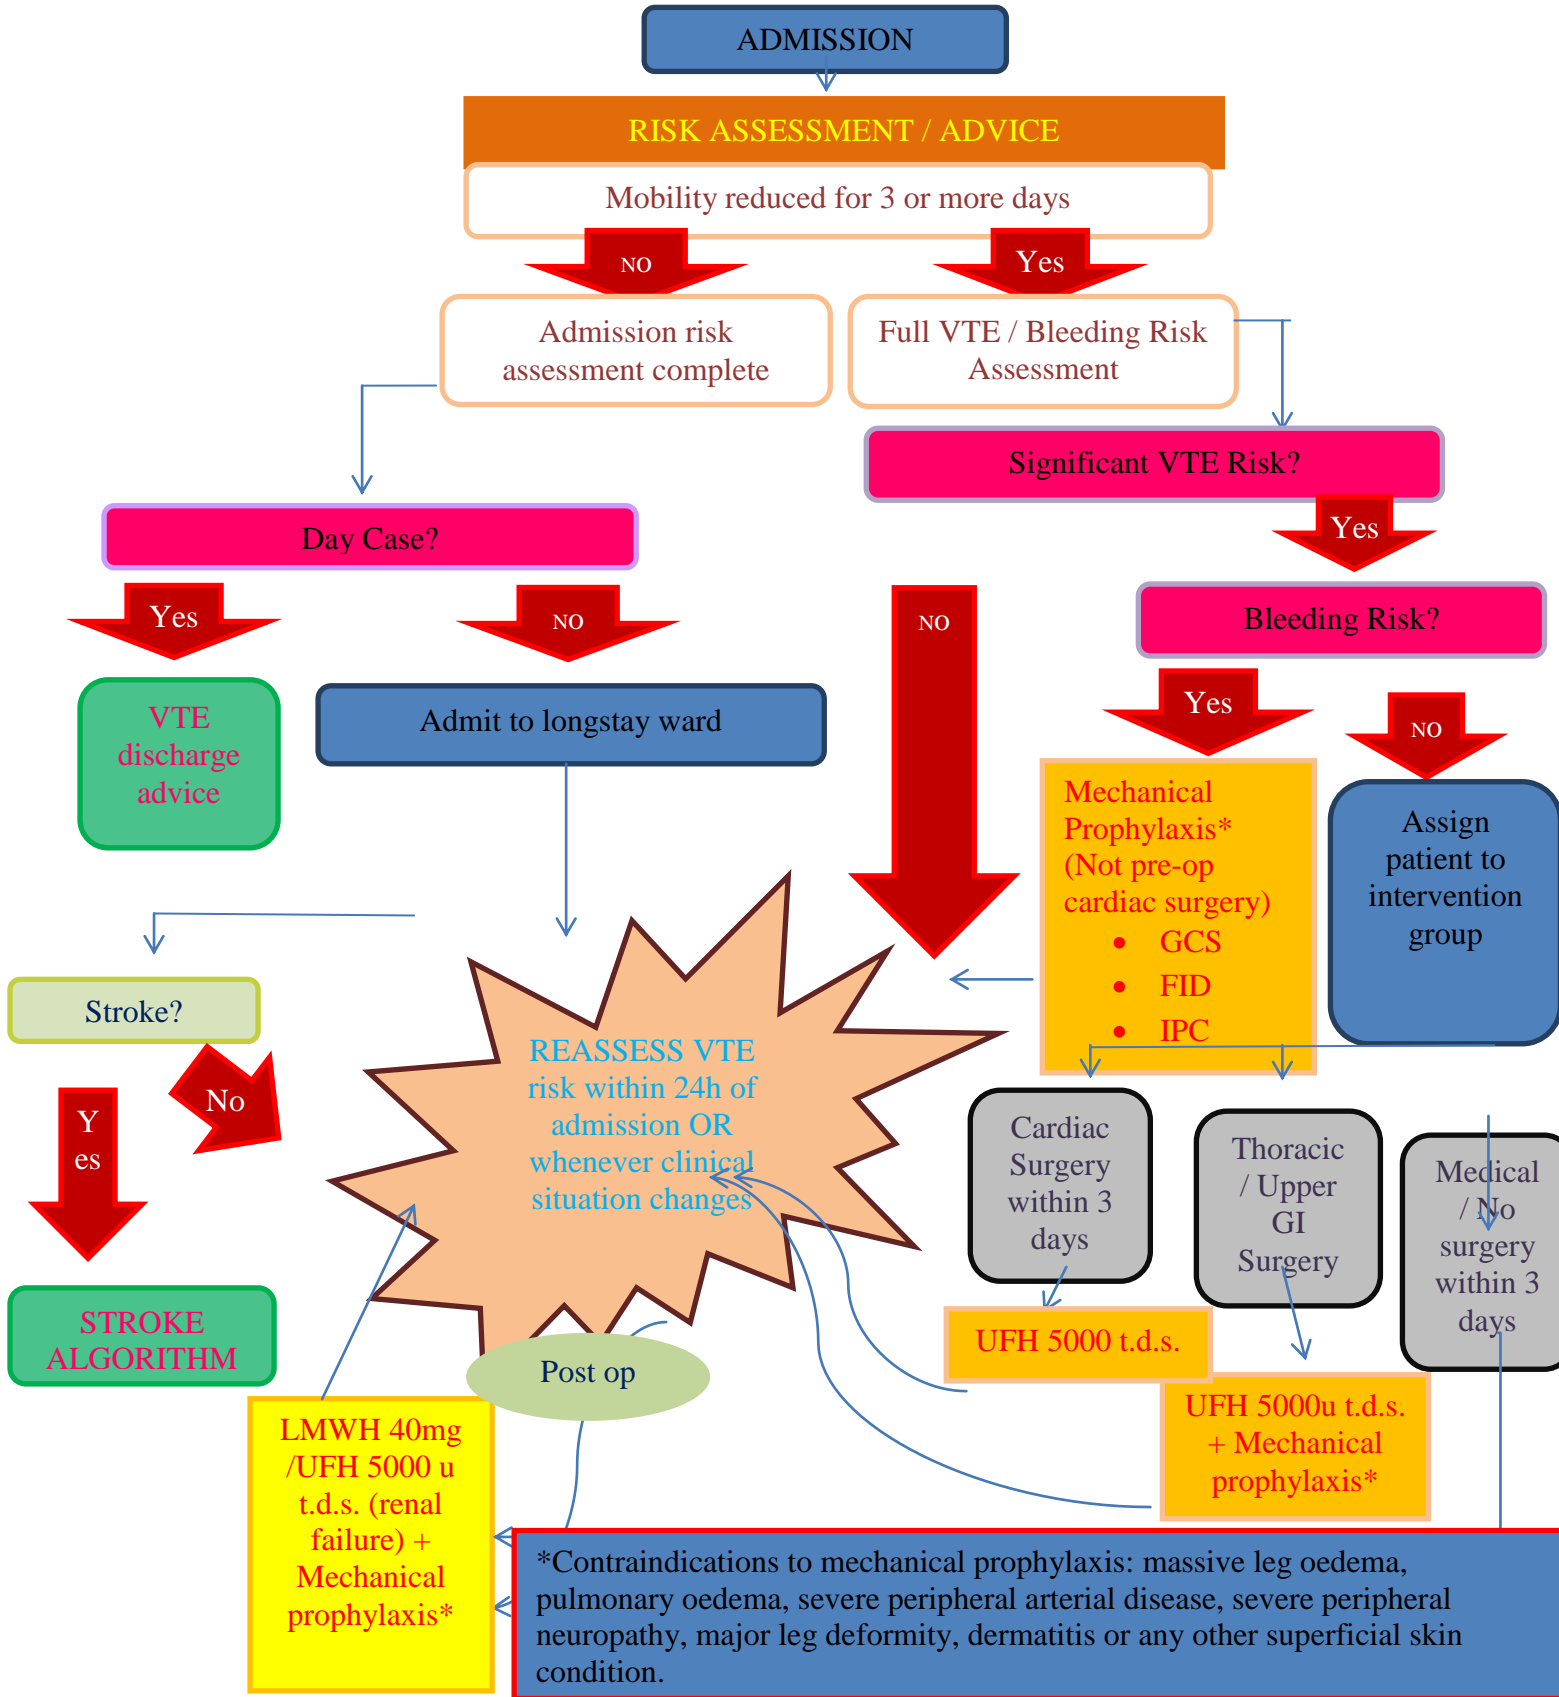 ADMISSION
RISK ASSESSMENT / ADVICE
Mobility reduced for 3 or more days
NO
Yes
Admission risk
assessment complete
Full VTE / Bleeding Risk
Assessment
Significant VTE Risk?
Yes
Day Case?
Yes
NO
NO
Bleeding Risk?
Yes
NO
VTE
discharge
advice
Admit to longstay ward
Mechanical
Prophylaxis*
(Not pre-op
cardiac surgery)
• GCS
• FID
• IPC
Assign
patient to
intervention
group
Stroke?
No
Y
es
STROKE
ALGORITHM
REASSESS VTE
risk within 24h of
admission OR
whenever clinical
situation changes
Cardiac
Surgery
within 3
days
Thoracic
/ Upper
GI
Surgery
Medical
/ No
surgery
within 3
days
UFH 5000 t.d.s.
UFH 5000u t.d.s.
+ Mechanical
prophylaxis*
Post op
LMWH 40mg
/UFH 5000 u
t.d.s. (renal
failure) +
Mechanical
prophylaxis*
*Contraindications to mechanical prophylaxis: massive leg oedema,
pulmonary oedema, severe peripheral arterial disease, severe peripheral
neuropathy, major leg deformity, dermatitis or any other superficial skin
condition.